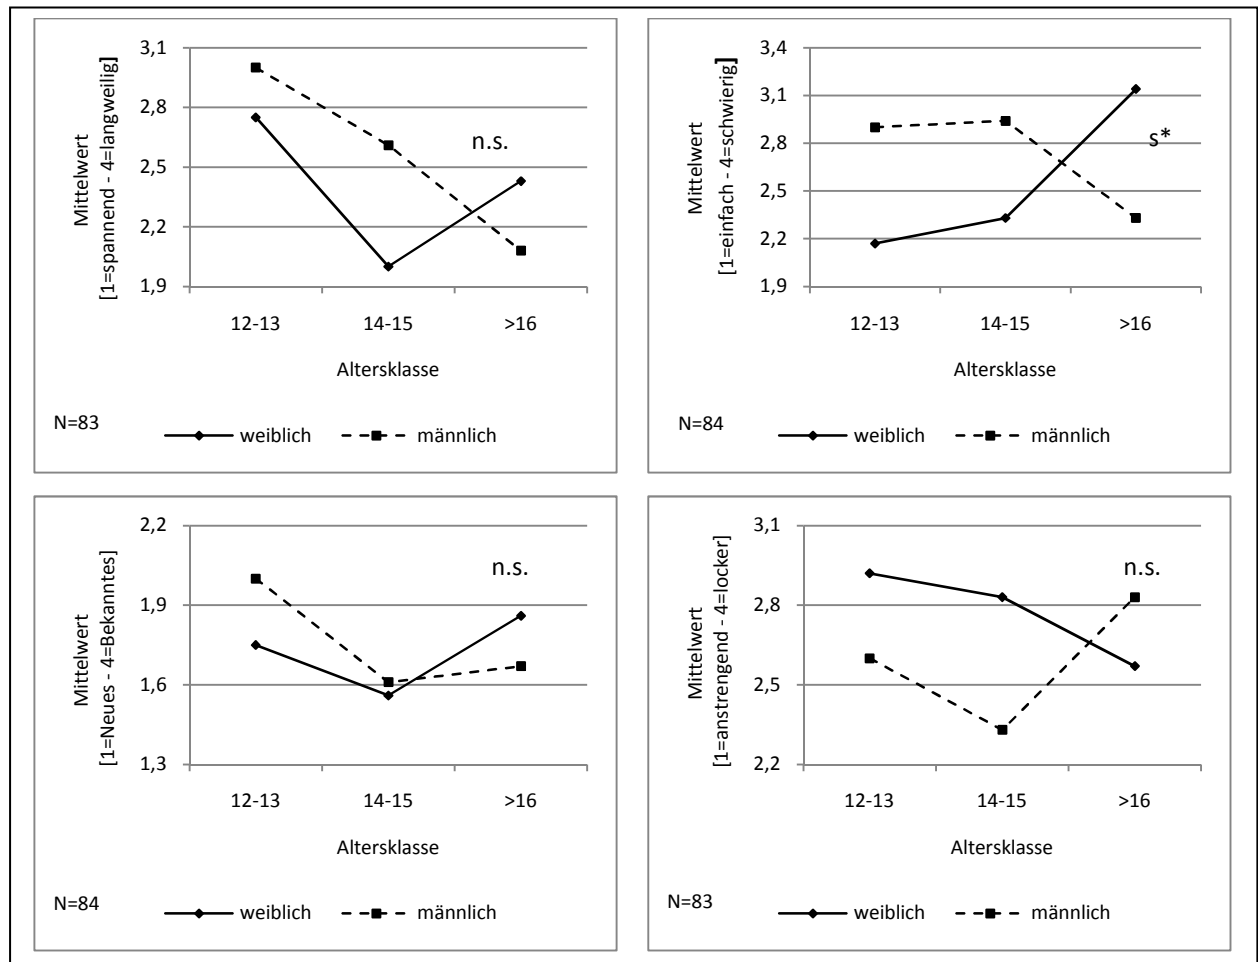 Mittelwert
[1=spannend - 4=langweilig]
3,1
2,8
2,5
2,2
1,9
n.s.
12-13 14-15 >16
Altersklasse
N=83
weiblich männlich
Mittelwert
[1=einfach - 4=schwierig]
3,4
3,1
2,8
2,5
2,2
1,9
s*
12-13 14-15 >16
Altersklasse
N=84
weiblich männlich
Mittelwert
[1=Neues - 4=Bekanntes]
2,2
1,9
1,6
1,3
n.s.
12-13 14-15 >16
Altersklasse
N=84
weiblich männlich
Mittelwert
[1=anstrengend - 4=locker]
3,1
2,8
2,5
2,2
n.s.
12-13 14-15 >16
Altersklasse
N=83
weiblich männlich